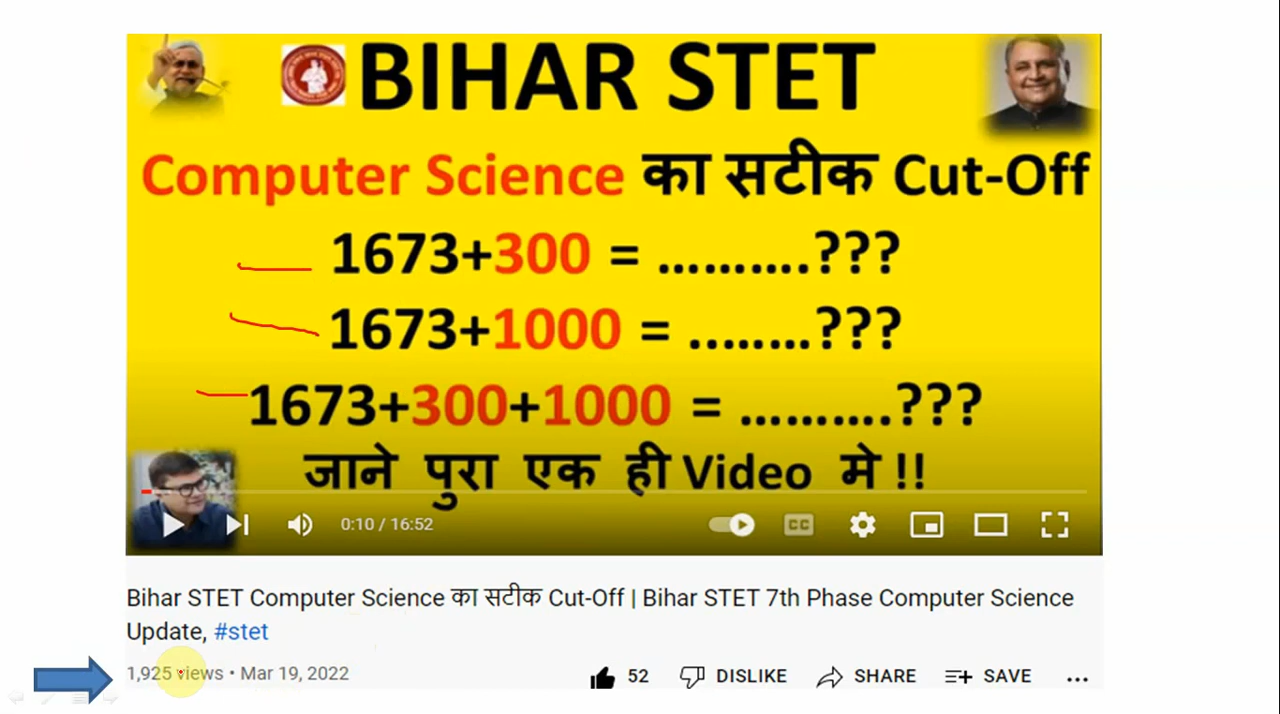 BIHAR STET
Computer Science का सटीक Cut-Off
1673+300 = ……….???
1673+1000 = ……..???
1673+300+1000 = ……….???
जाने पुरा एक ही Video मे !!
0:10 / 16:52
CC
Bihar STET Computer Science का सटीक Cut-Off | Bihar STET 7th Phase Computer Science
Update, #stet
1,925 views • Mar 19, 2022
52 DISLIKE SHARE SAVE ...